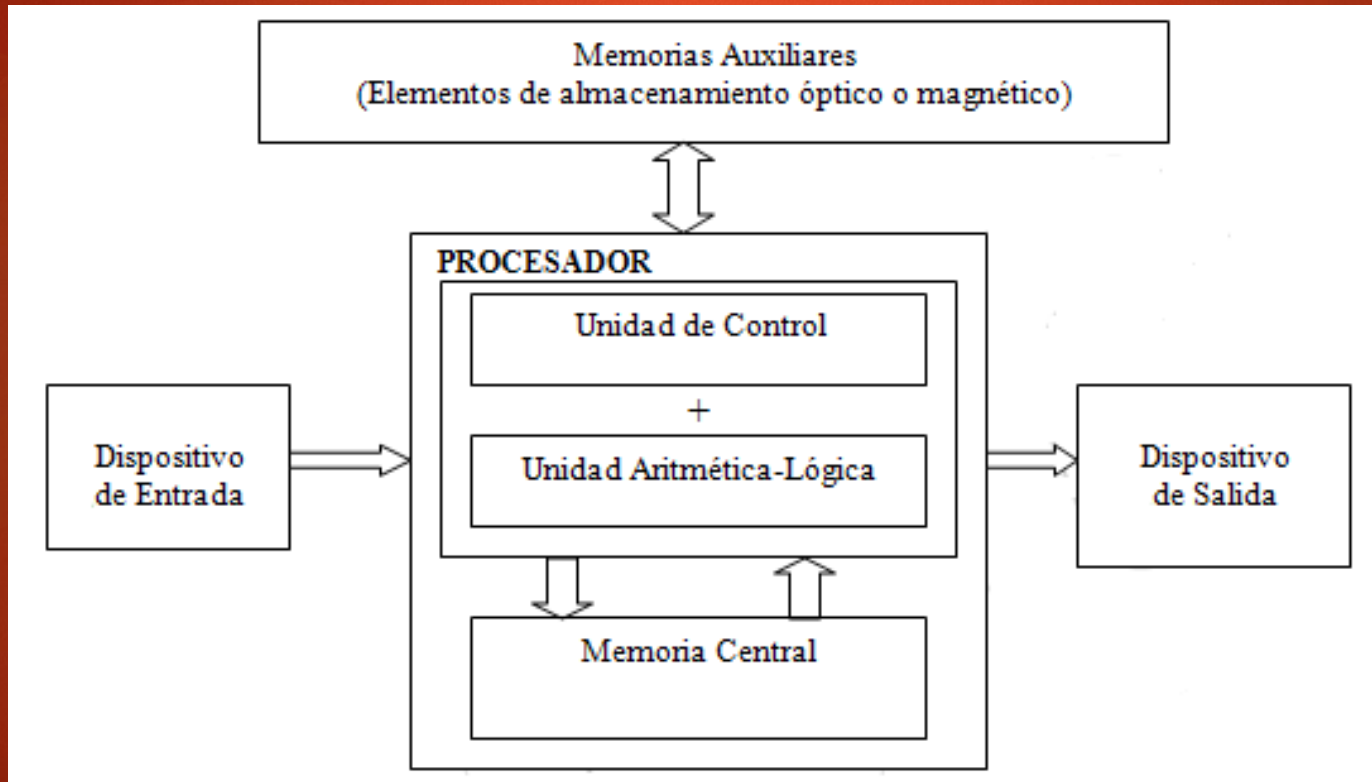 Memorias Auxiliares
(Elementos de almacenamiento óptico o magnético)
PROCESADOR
Unidad de Control
+
Unidad Aritmética-Lógica
Dispositivo
de Entrada
Dispositivo
de Salida
Memoria Central